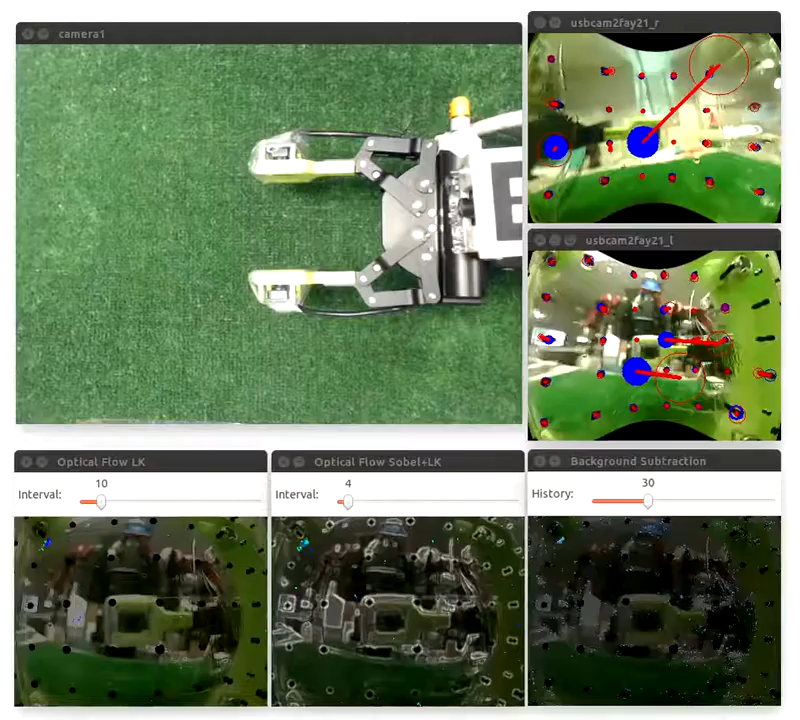 camera1
usbcam2fay21_r
usbcam2fay21_l
Optical Flow LK
Interval:
10
Optical Flow Sobel+LK
Interval:
4
Background Subtraction
History:
30